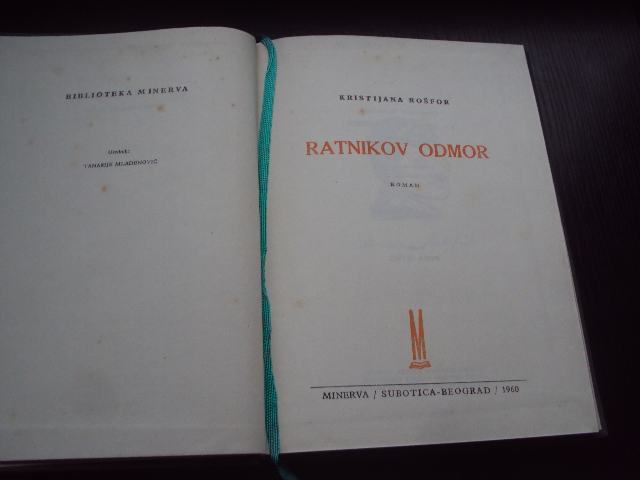 BIBLIOTEKA MINERVA
Urednik:
TANASIJE MLADENOVIĆ
KRISTIJANA ROŠFOR
RATNIKOV ODMOR
ROMAN
M
MINERVA / SUBOTICA-BEOGRAD / 1960